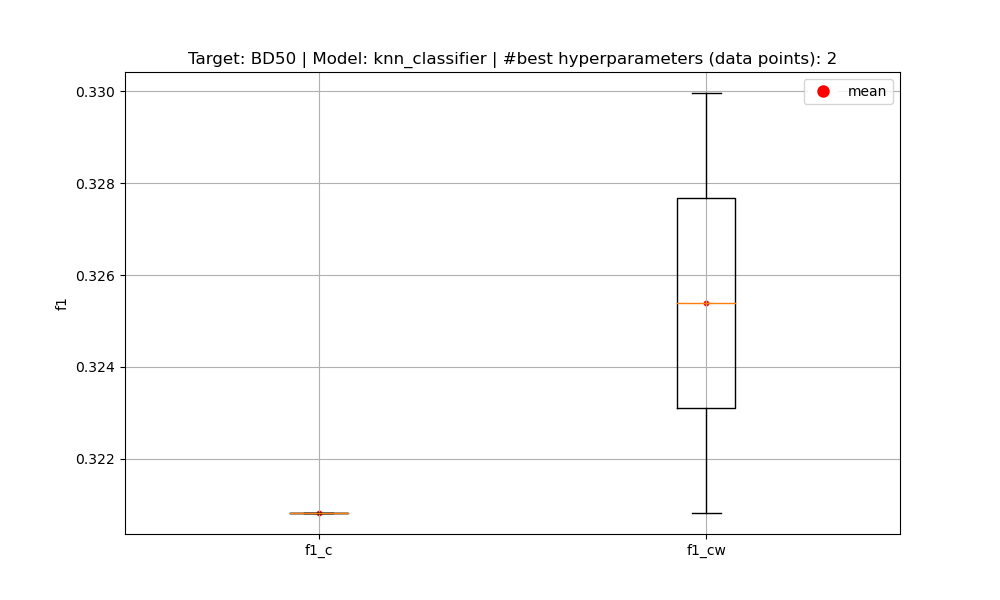 Target: BD50 | Model: knn_classifier | #best hyperparameters (data points): 2
mean
0.330
0.328
0.326
0.324
0.322
f1
f1_c
f1_cw